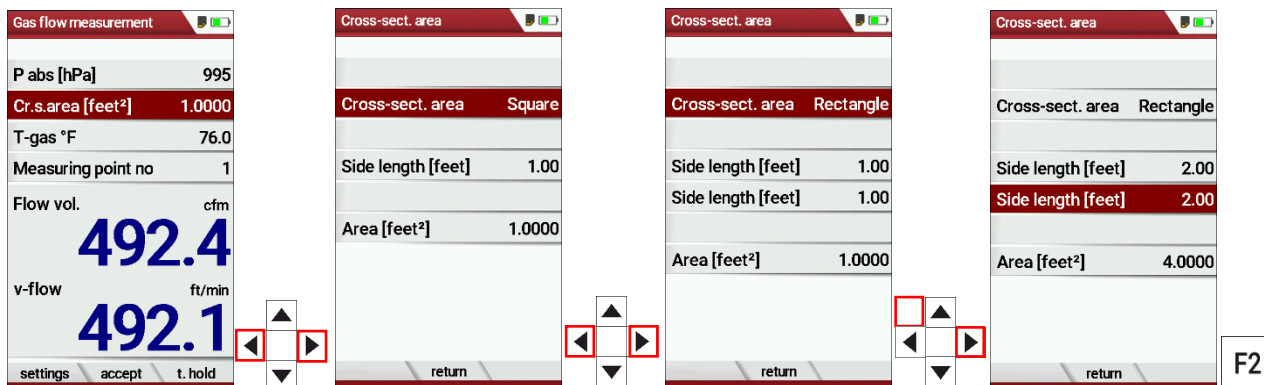 Gas flow measurement
P abs [hPa] 995
Cr.s.area [feet²] 1.0000
T-gas °F 76.0
Measuring point no 1
Flow vol. cfm
492.4
v-flow ft/min
492.1
settings accept t. hold
Cross-sect. area
Cross-sect. area Square
Side length [feet] 1.00
Area [feet²] 1.0000
return
Cross-sect. area
Cross-sect. area Rectangle
Side length [feet] 1.00
Side length [feet] 1.00
Area [feet²] 1.0000
return
Cross-sect. area
Cross-sect. area Rectangle
Side length [feet] 2.00
Side length [feet] 2.00
Area [feet²] 4.0000
return
F2